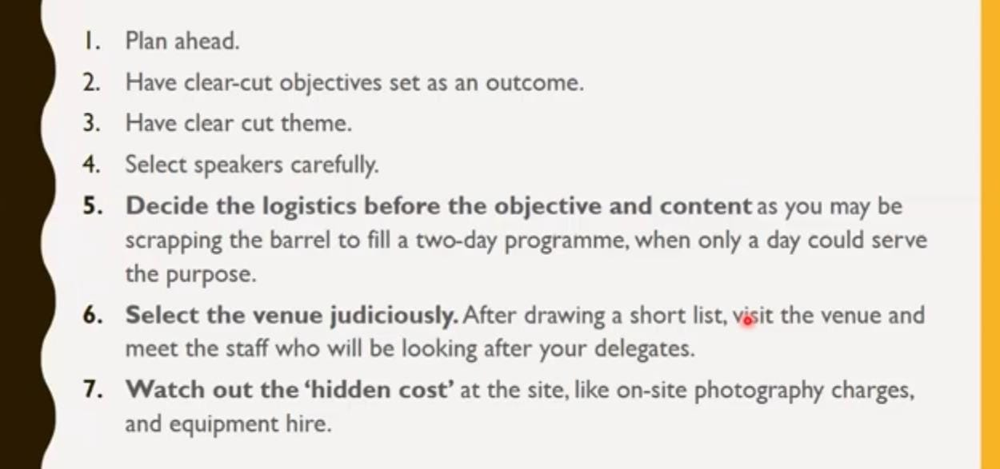 1. Plan ahead.
2. Have clear-cut objectives set as an outcome.
3. Have clear cut theme.
4. Select speakers carefully.
5. Decide the logistics before the objective and content as you may be
scrapping the barrel to fill a two-day programme, when only a day could serve
the purpose.
6. Select the venue judiciously. After drawing a short list, visit the venue and
meet the staff who will be looking after your delegates.
7. Watch out the ‘hidden cost’ at the site, like on-site photography charges,
and equipment hire.